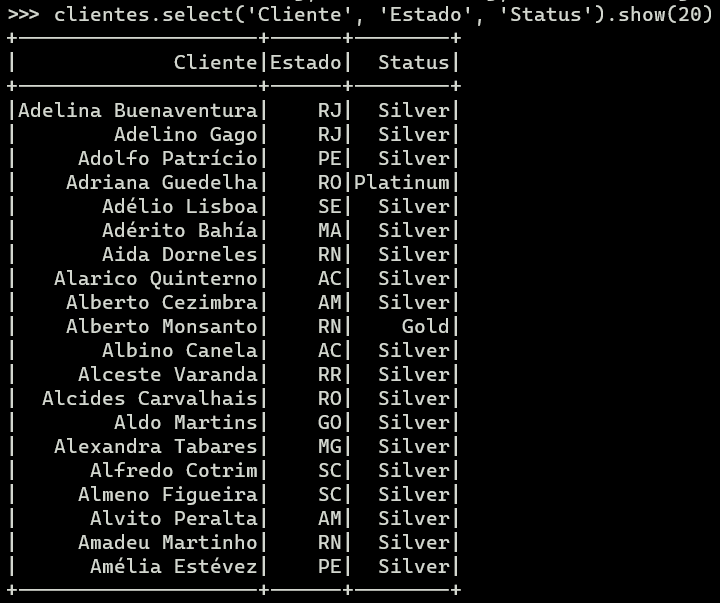 >>> clientes.select('Cliente', 'Estado', 'Status').show(20)
+--------------------+------+--------+
|             Cliente|Estado|  Status|
+--------------------+------+--------+
|Adelina Buenaventura|    RJ|  Silver|
|        Adelino Gago|    RJ|  Silver|
|     Adolfo Patrício|    PE|  Silver|
|    Adriana Guedelha|    RO|Platinum|
|       Adélio Lisboa|    SE|  Silver|
|       Adérito Bahía|    MA|  Silver|
|       Aida Dorneles|    RN|  Silver|
|   Alarico Quinterno|    AC|  Silver|
|    Alberto Cezimbra|    AM|  Silver|
|    Alberto Monsanto|    RN|    Gold|
|       Albino Canela|    AC|  Silver|
|     Alceste Varanda|    RR|  Silver|
|  Alcides Carvalhais|    RO|  Silver|
|        Aldo Martins|    GO|  Silver|
|   Alexandra Tabares|    MG|  Silver|
|      Alfredo Cotrim|    SC|  Silver|
|     Almeno Figueira|    SC|  Silver|
|      Alvito Peralta|    AM|  Silver|
|     Amadeu Martinho|    RN|  Silver|
|      Amélia Estévez|    PE|  Silver|
+--------------------+------+--------+